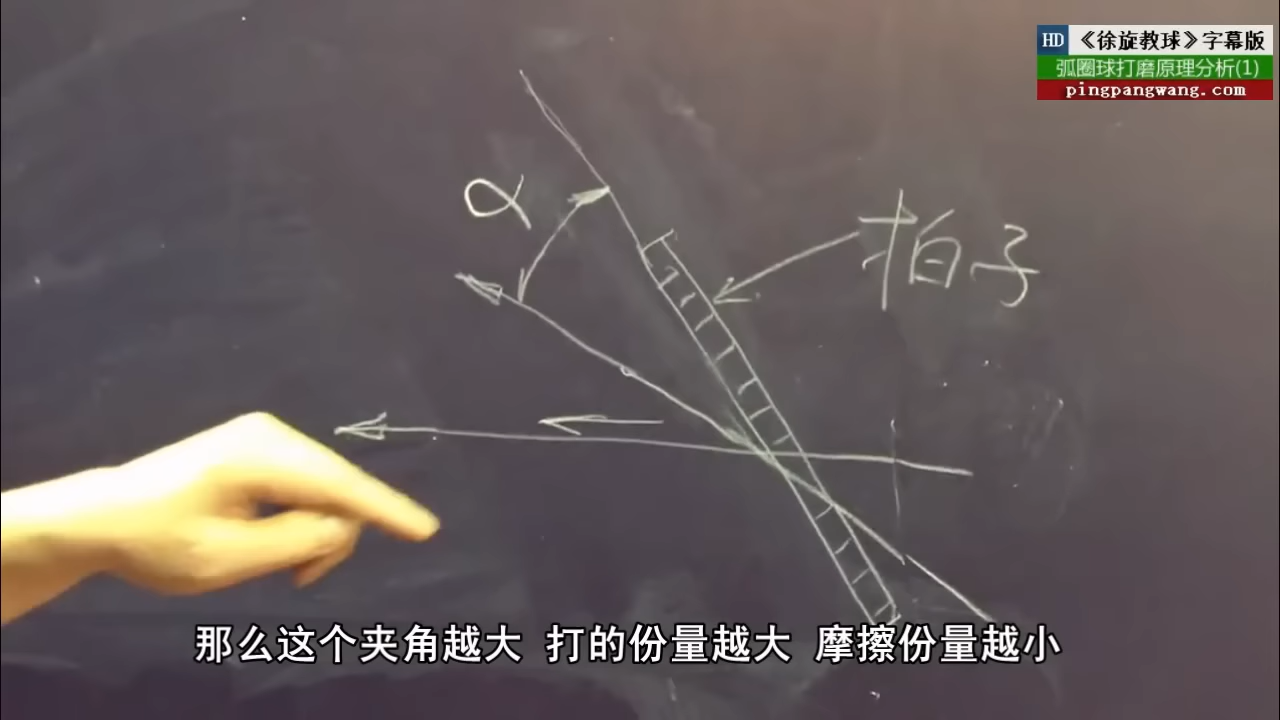 HD 《徐旋教球》字幕版
弧圈球打磨原理分析(1)
pingpangwang.com
α
拍子
那么这个夹角越大 打的份量越大 摩擦份量越小